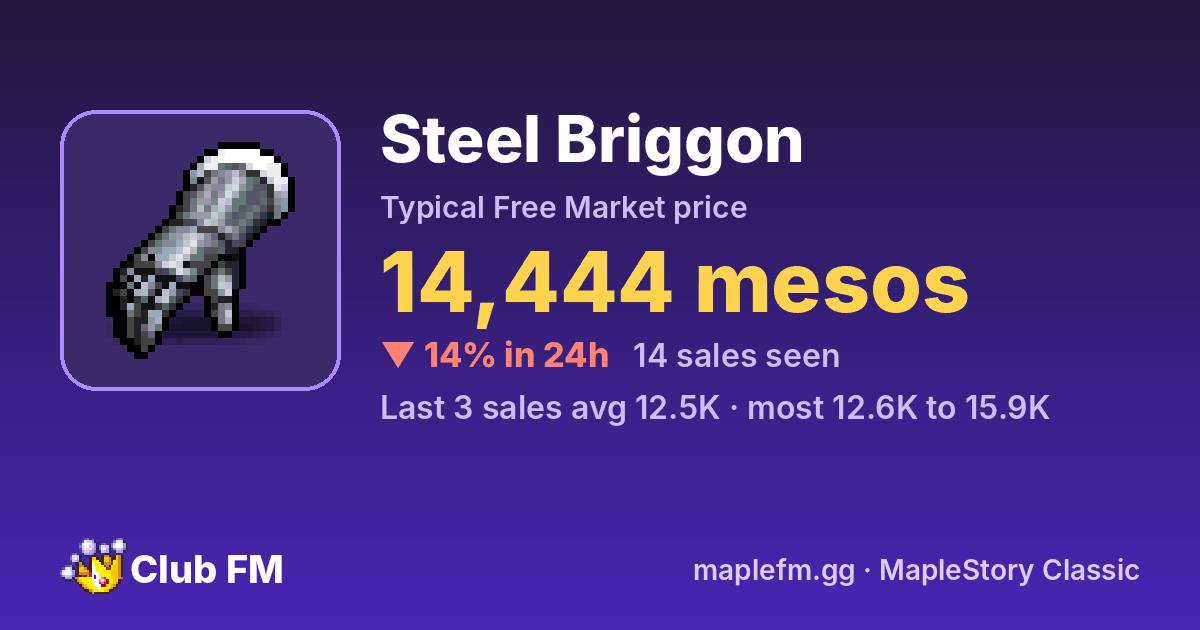 Steel Briggon
Typical Free Market price
14,444 mesos
▼ 14% in 24h 14 sales seen
Last 3 sales avg 12.5K · most 12.6K to 15.9K
Club FM
maplefm.gg · MapleStory Classic